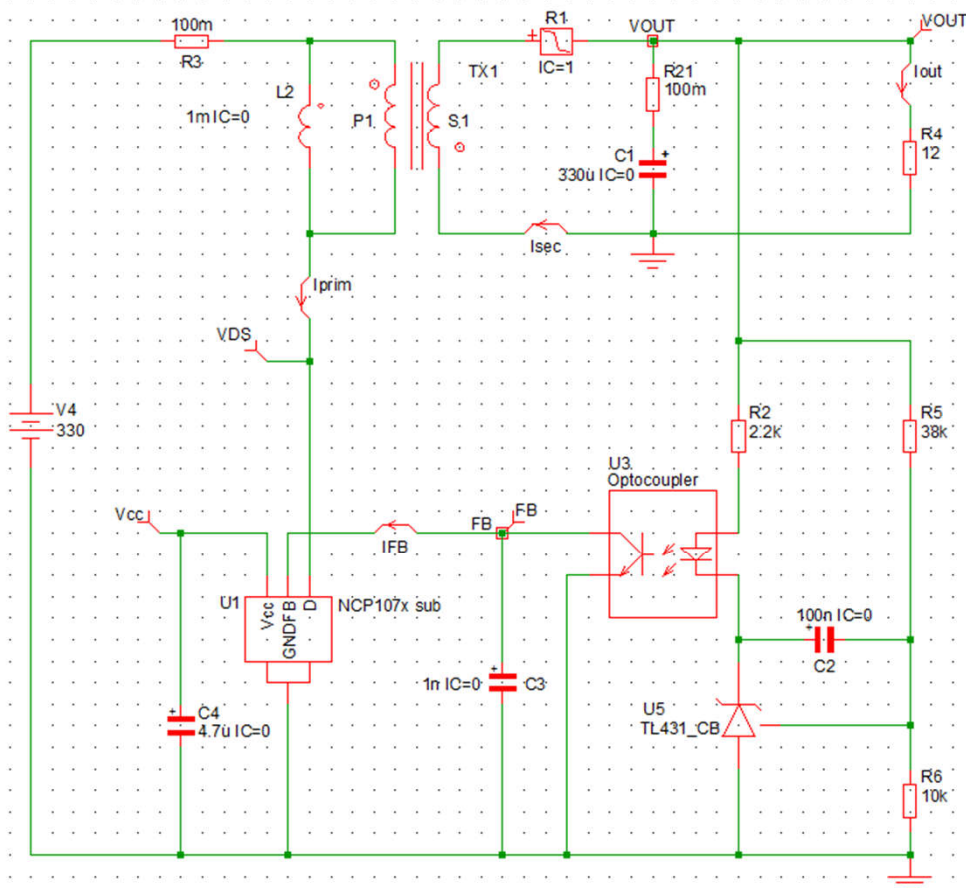 100m
R3
L2
1m IC=0
P1
TX1
S1
R1
IC=1
VOUT
VOUT
R21
100m
C1
330u IC=0
Iout
R4
12
Isec
Iprim
VDS
V4
330
R2
2.2k
R5
38k
U3
Optocoupler
Vcc
FB
FB
IFB
U1
Vcc
GND
FB
D
NCP107x sub
100n IC=0
C2
1n IC=0
C3
C4
4.7u IC=0
U5
TL431_CB
R6
10k